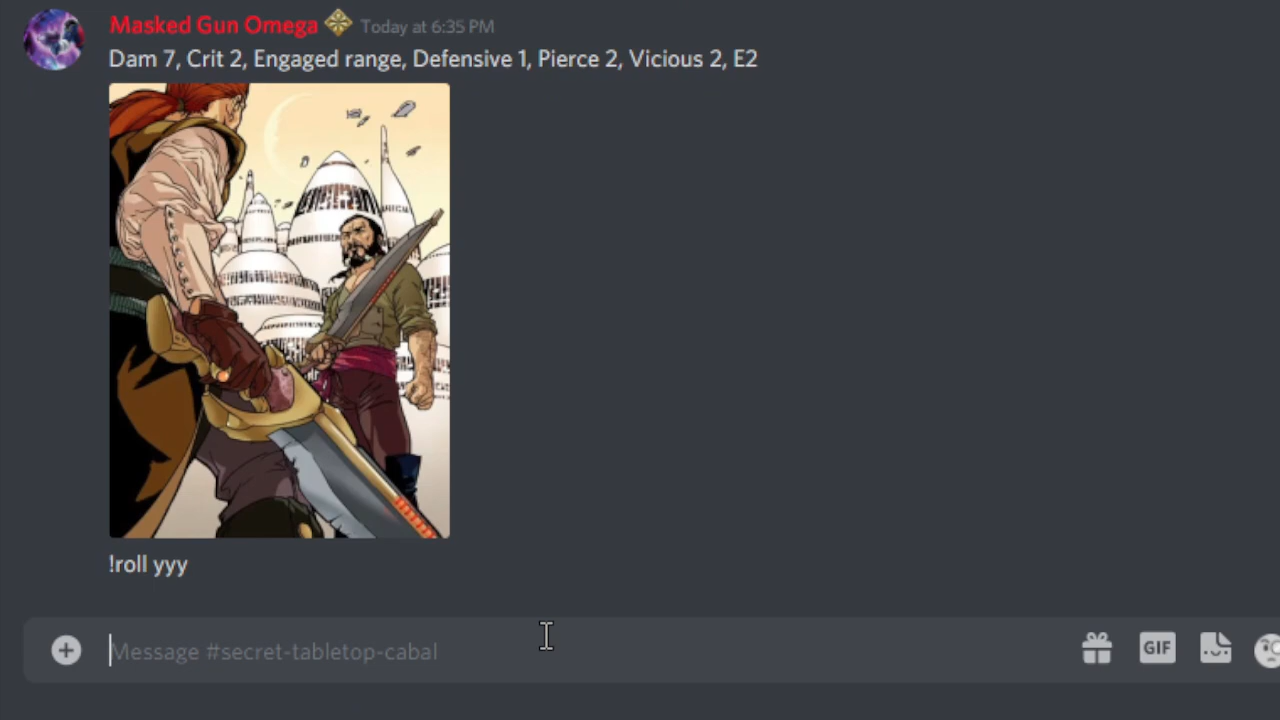 Masked Gun Omega Today at 6:35 PM
Dam 7, Crit 2, Engaged range, Defensive 1, Pierce 2, Vicious 2, E2
!roll yyy
Message #secret-tabletop-cabal
GIF